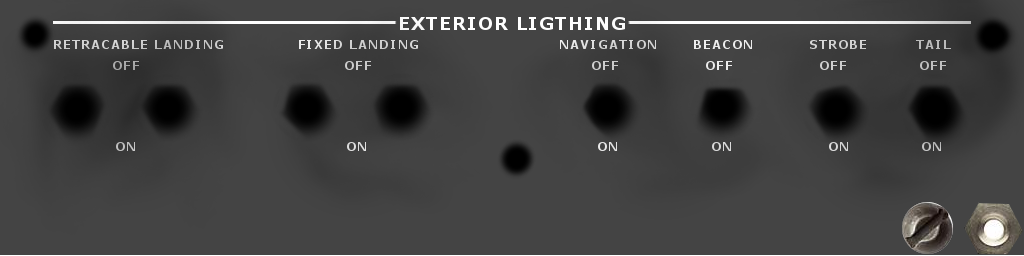 EXTERIOR LIGTHING
RETRACABLE LANDING FIXED LANDING NAVIGATION BEACON STROBE TAIL
OFF OFF OFF OFF OFF OFF
ON ON ON ON ON ON